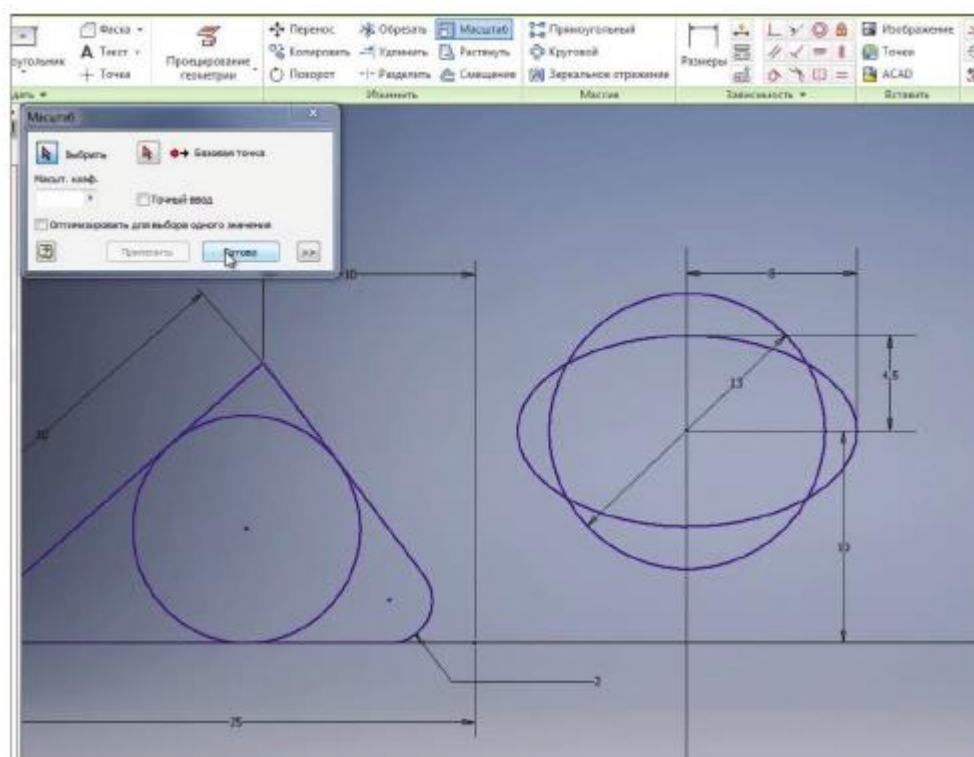 Фаска
Перенос Обрезать Масштаб Прямоугольный Изображение
Текст Копировать Удлинить Растянуть Круговой Точки
Точка Проецирование геометрии Поворот Разделить Смещение Зеркальное отражение Размеры ACAD
Изменить Массив Зависимость Вставить
Масштаб
Выбрать Базовая точка
Масшт. коэф.
Точный ввод
Оптимизировать для выбора одного значения
Применить Готово >>
10
8
4,5
13
10
2
25